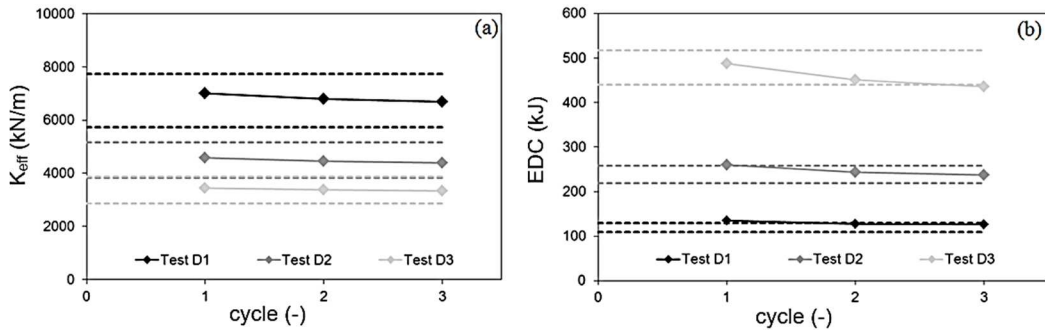 (a)
K_eff (kN/m)
10000
8000
6000
4000
2000
0
Test D1 Test D2 Test D3
0 1 2 3
cycle (-)
(b)
EDC (kJ)
600
500
400
300
200
100
0
Test D1 Test D2 Test D3
0 1 2 3
cycle (-)